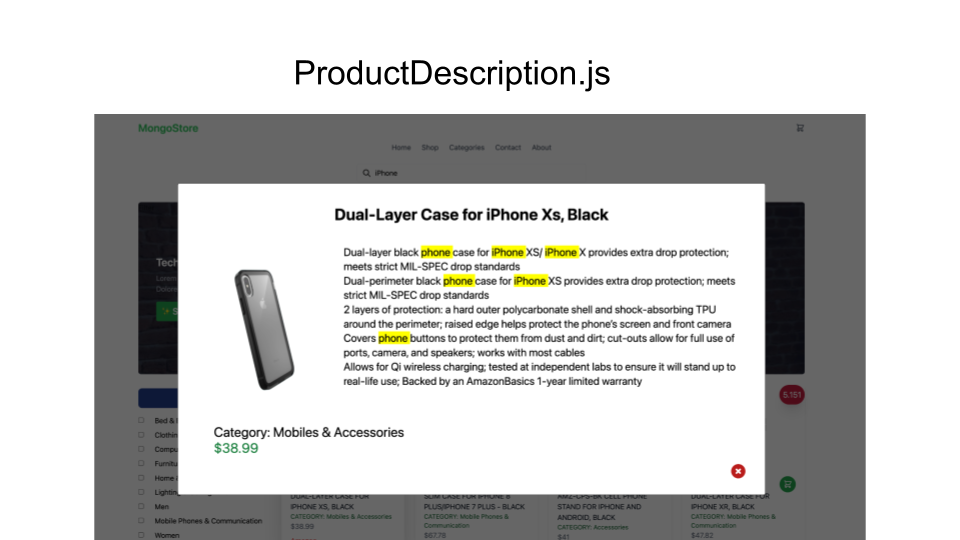 ProductDescription.js
MongoStore
Home Shop Categories Contact About
iPhone
Dual-Layer Case for iPhone Xs, Black
Dual-layer black phone case for iPhone XS/ iPhone X provides extra drop protection;
meets strict MIL-SPEC drop standards
Dual-perimeter black phone case for iPhone XS provides extra drop protection; meets
strict MIL-SPEC drop standards
2 layers of protection: a hard outer polycarbonate shell and shock-absorbing TPU
around the perimeter; raised edge helps protect the phone's screen and front camera
Covers phone buttons to protect them from dust and dirt; cut-outs allow for full use of
ports, camera, and speakers; works with most cables
Allows for Qi wireless charging; tested at independent labs to ensure it will stand up to
real-life use; Backed by an AmazonBasics 1-year limited warranty
Category: Mobiles & Accessories
$38.99
Tech
Lorem
Dolore
5.151
Bed &
Clothin
Compu
Furnitu
Home
Lighting
Men
Mobile Phones & Communication
Women
DUAL-LAYER CASE FOR
IPHONE XS, BLACK
CATEGORY: Mobiles & Accessories
$38.99
SLIM CASE FOR IPHONE 8
PLUS/IPHONE 7 PLUS - BLACK
CATEGORY: Mobile Phones &
Communication
$67.78
AMZ-CPS-BK CELL PHONE
STAND FOR IPHONE AND
ANDROID, BLACK
CATEGORY: Accessories
$41
DUAL-LAYER CASE FOR
IPHONE XR, BLACK
CATEGORY: Mobile Phones &
Communication
$47.82